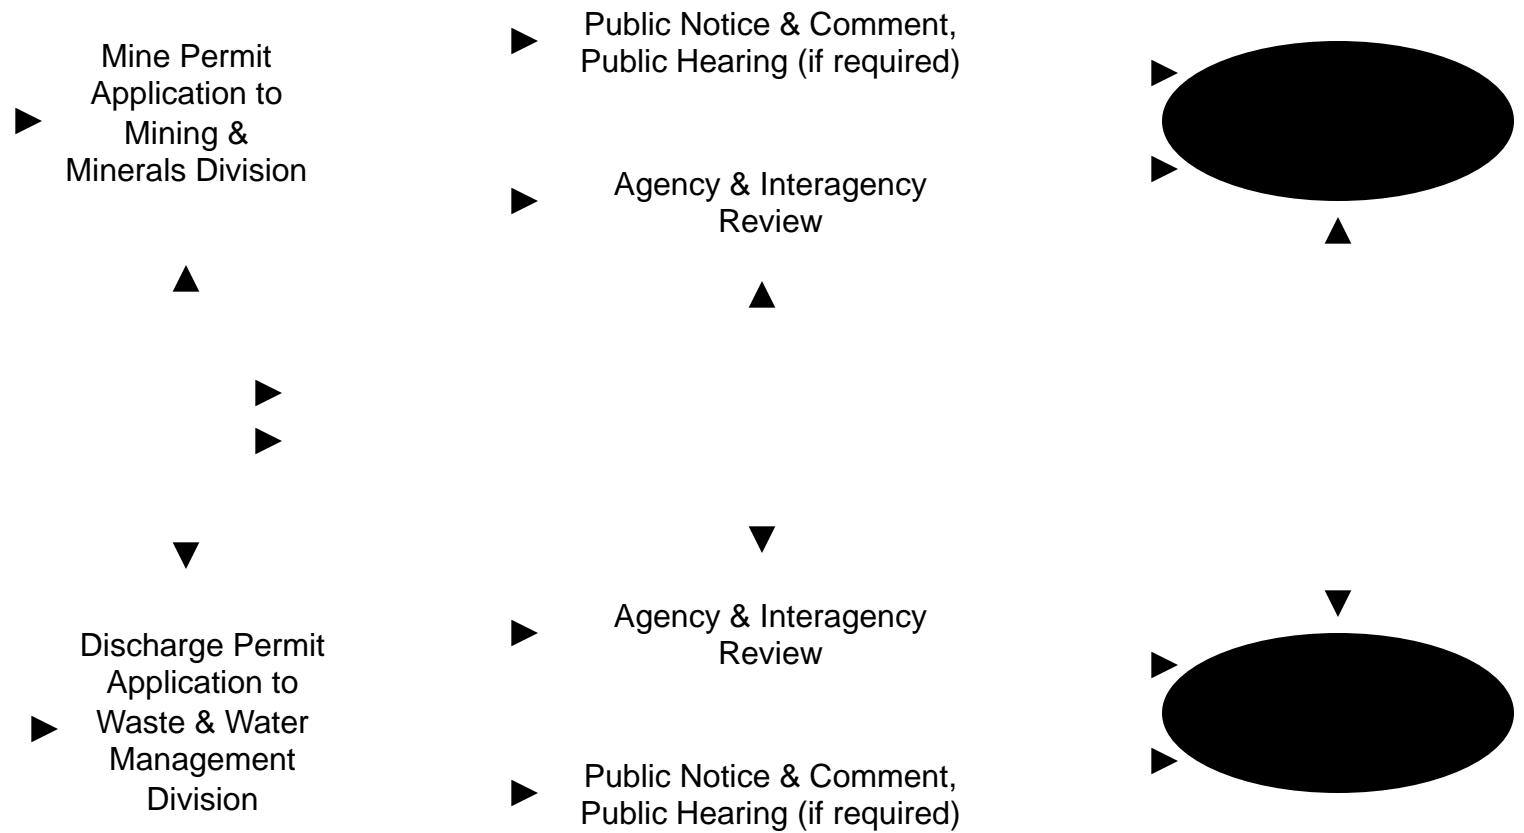 Mine Permit
Application to
Mining &
Minerals Division
Public Notice & Comment,
Public Hearing (if required)
Agency & Interagency
Review
Discharge Permit
Application to
Waste & Water
Management
Division
Agency & Interagency
Review
Public Notice & Comment,
Public Hearing (if required)